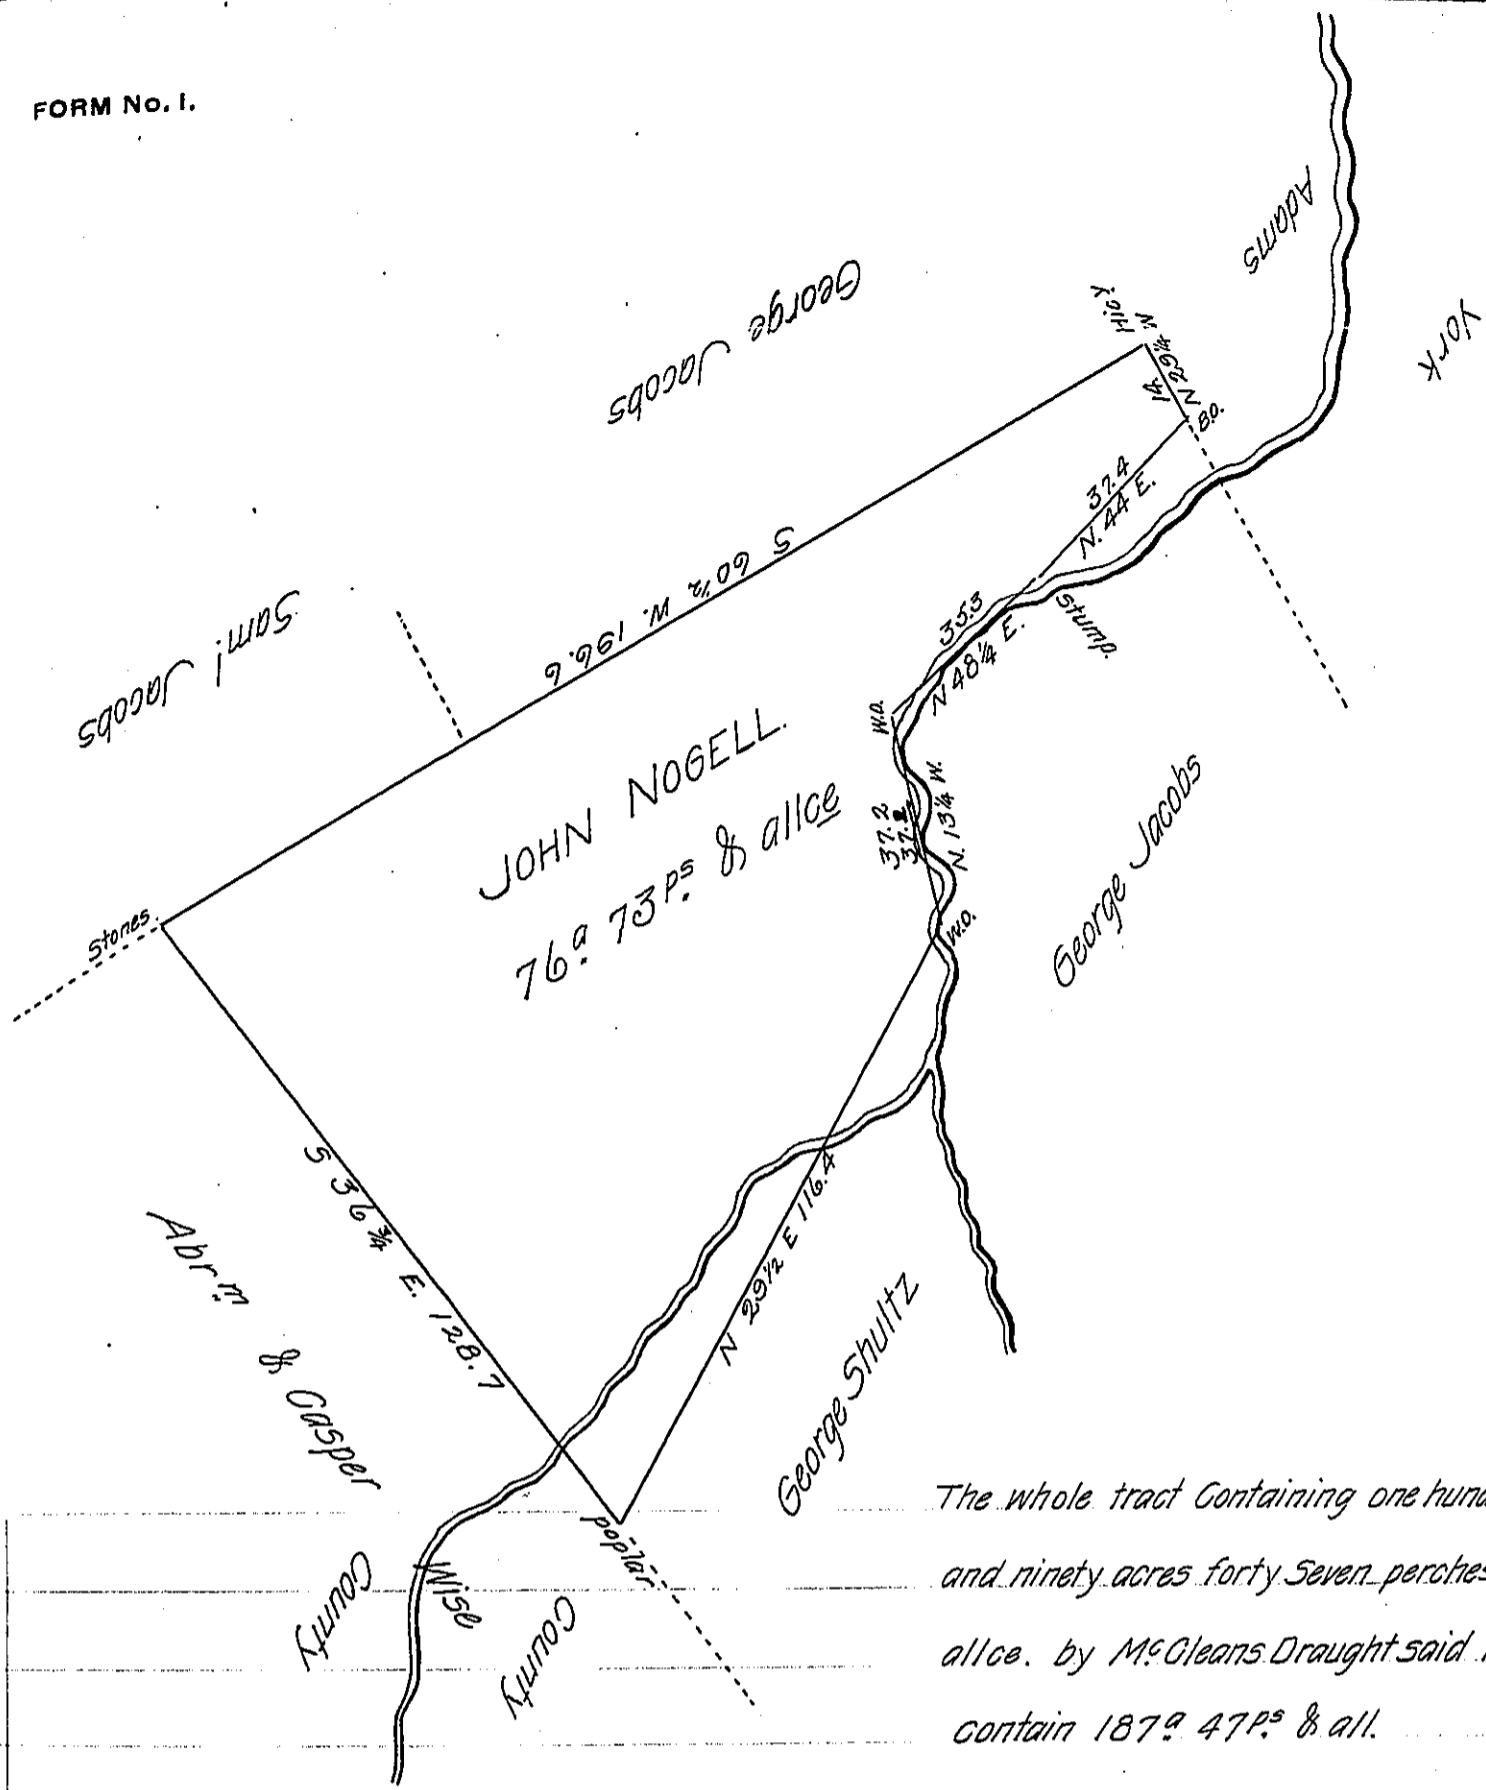 FORM No. 1.
Adams
York
George Jacobs
Hic.y
14.
N 29¼ W
B.O.
37.4
N. 44 E.
Stump.
35.3
N 48¼ E.
S 60½ W. 196.6
Sam! Jacobs
JOHN NOGELL.
76a. 73ps. & allce
W.O.
37.2
N. 13¼ W.
W.O.
George Jacobs
Stones.
S 36¾ E. 128.7
N 29½ E 116.4
Abrm. & Casper
Wise
George Shultz
poplar
County
County
The whole tract Containing one hund
and ninety acres forty Seven perches
allce. by McCleans Draught said
contain 187a. 47ps. & all.